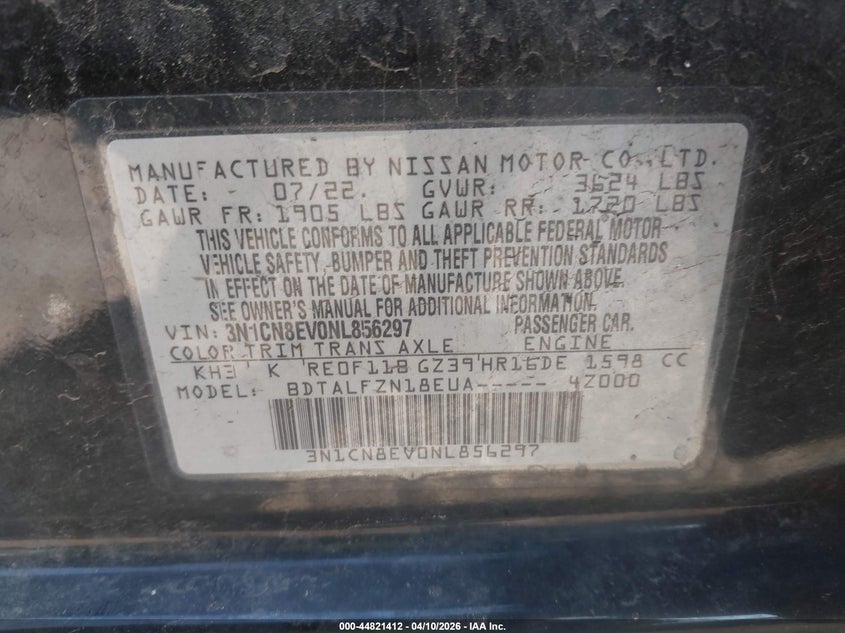 MANUFACTURED BY NISSAN MOTOR CO., LTD.
DATE: 07/22 GVWR: 3624 LBS
GAWR FR: 1905 LBS GAWR RR: 1720 LBS
THIS VEHICLE CONFORMS TO ALL APPLICABLE FEDERAL MOTOR
VEHICLE SAFETY, BUMPER AND THEFT PREVENTION STANDARDS
IN EFFECT ON THE DATE OF MANUFACTURE SHOWN ABOVE.
SEE OWNER'S MANUAL FOR ADDITIONAL INFORMATION.
VIN: 3N1CN8EV0NL856297 PASSENGER CAR
COLOR TRIM TRANS AXLE ENGINE
KH3 K RE0F11B GZ39 HR16DE 1598 CC
MODEL: BDTALFZN18EUA----- 4Z000
3N1CN8EV0NL856297
000-44821412 - 04/10/2026 - IAA Inc.